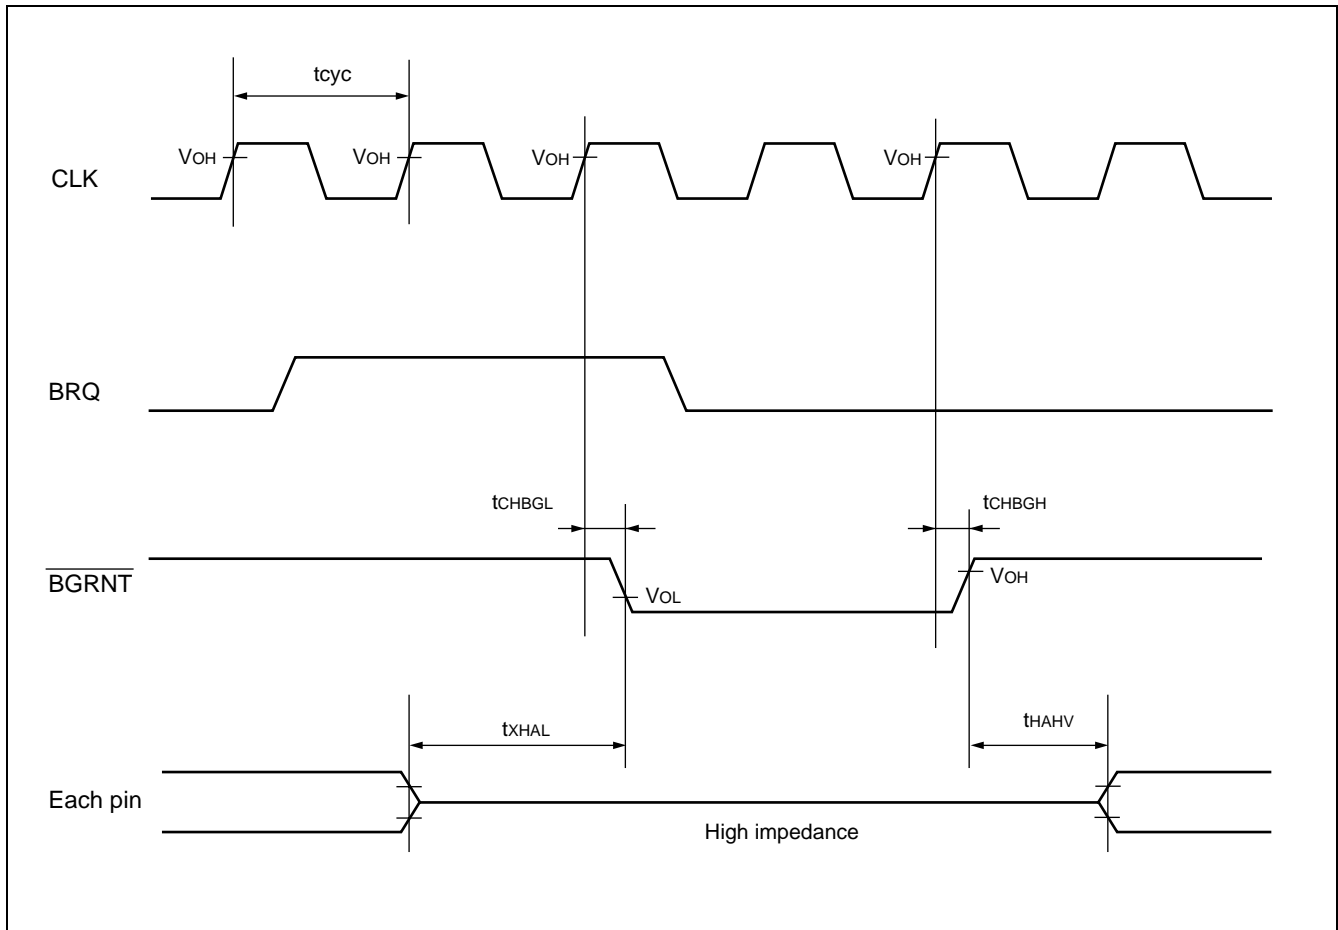 tcyc
VOH VOH VOH VOH
CLK
BRQ
tCHBGL tCHBGH
BGRNT
VOL
VOH
tXHAL tHAHV
Each pin
High impedance